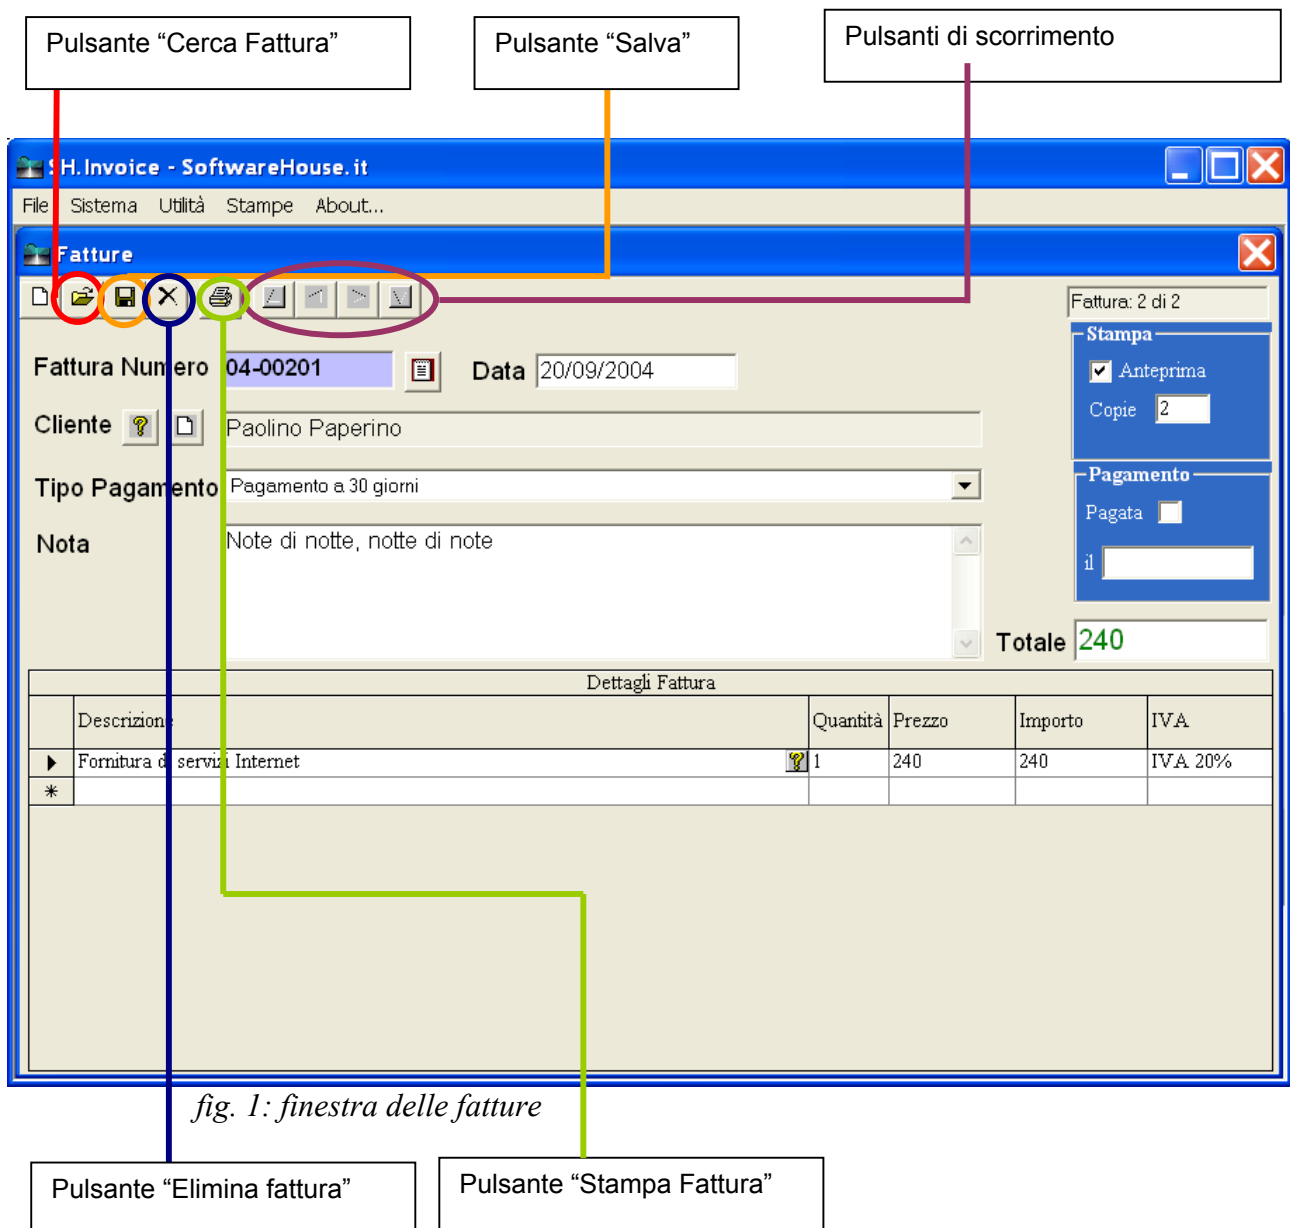 Pulsante “Cerca Fattura”
Pulsante “Salva”
Pulsanti di scorrimento
SH.Invoice - SoftwareHouse.it
File Sistema Utilità Stampe About...
Fatture
Fattura: 2 di 2
Stampa
Fattura Numero 04-00201 Data 20/09/2004
Anteprima
Copie 2
Cliente Paolino Paperino
Tipo Pagamento Pagamento a 30 giorni
Pagamento
Pagata
Nota Note di notte, notte di note
il
Totale 240
Dettagli Fattura
Descrizione Quantità Prezzo Importo IVA
Fornitura di servizi Internet 1 240 240 IVA 20%
fig. 1: finestra delle fatture
Pulsante “Elimina fattura”
Pulsante “Stampa Fattura”